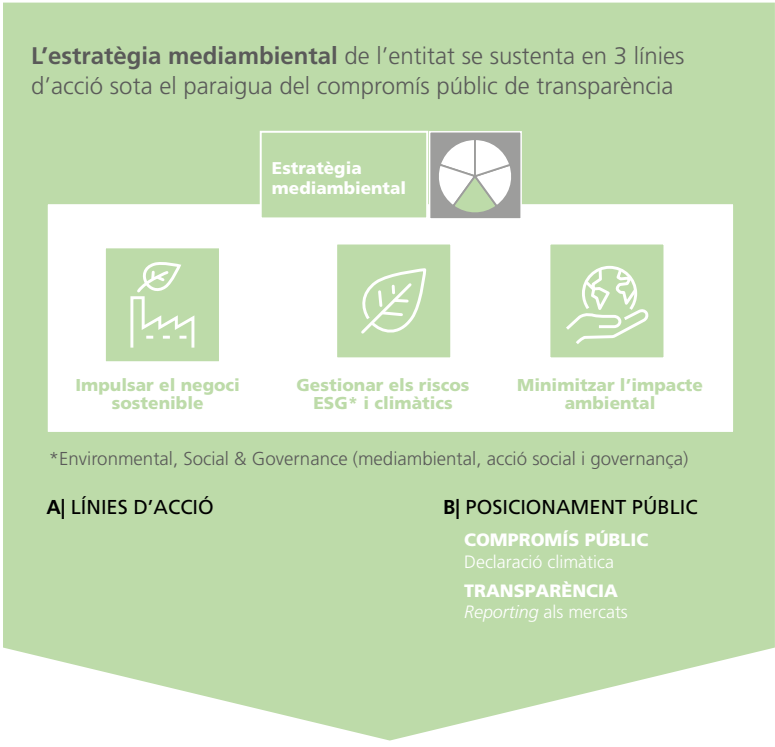 L’estratègia mediambiental de l’entitat se sustenta en 3 línies
d’acció sota el paraigua del compromís públic de transparència
Estratègia
mediambiental
Impulsar el negoci
sostenible
Gestionar els riscos
ESG* i climàtics
Minimitzar l’impacte
ambiental
*Environmental, Social & Governance (mediambiental, acció social i governança)
A| LÍNIES D’ACCIÓ
B| POSICIONAMENT PÚBLIC
COMPROMÍS PÚBLIC
Declaració climàtica
TRANSPARÈNCIA
Reporting als mercats